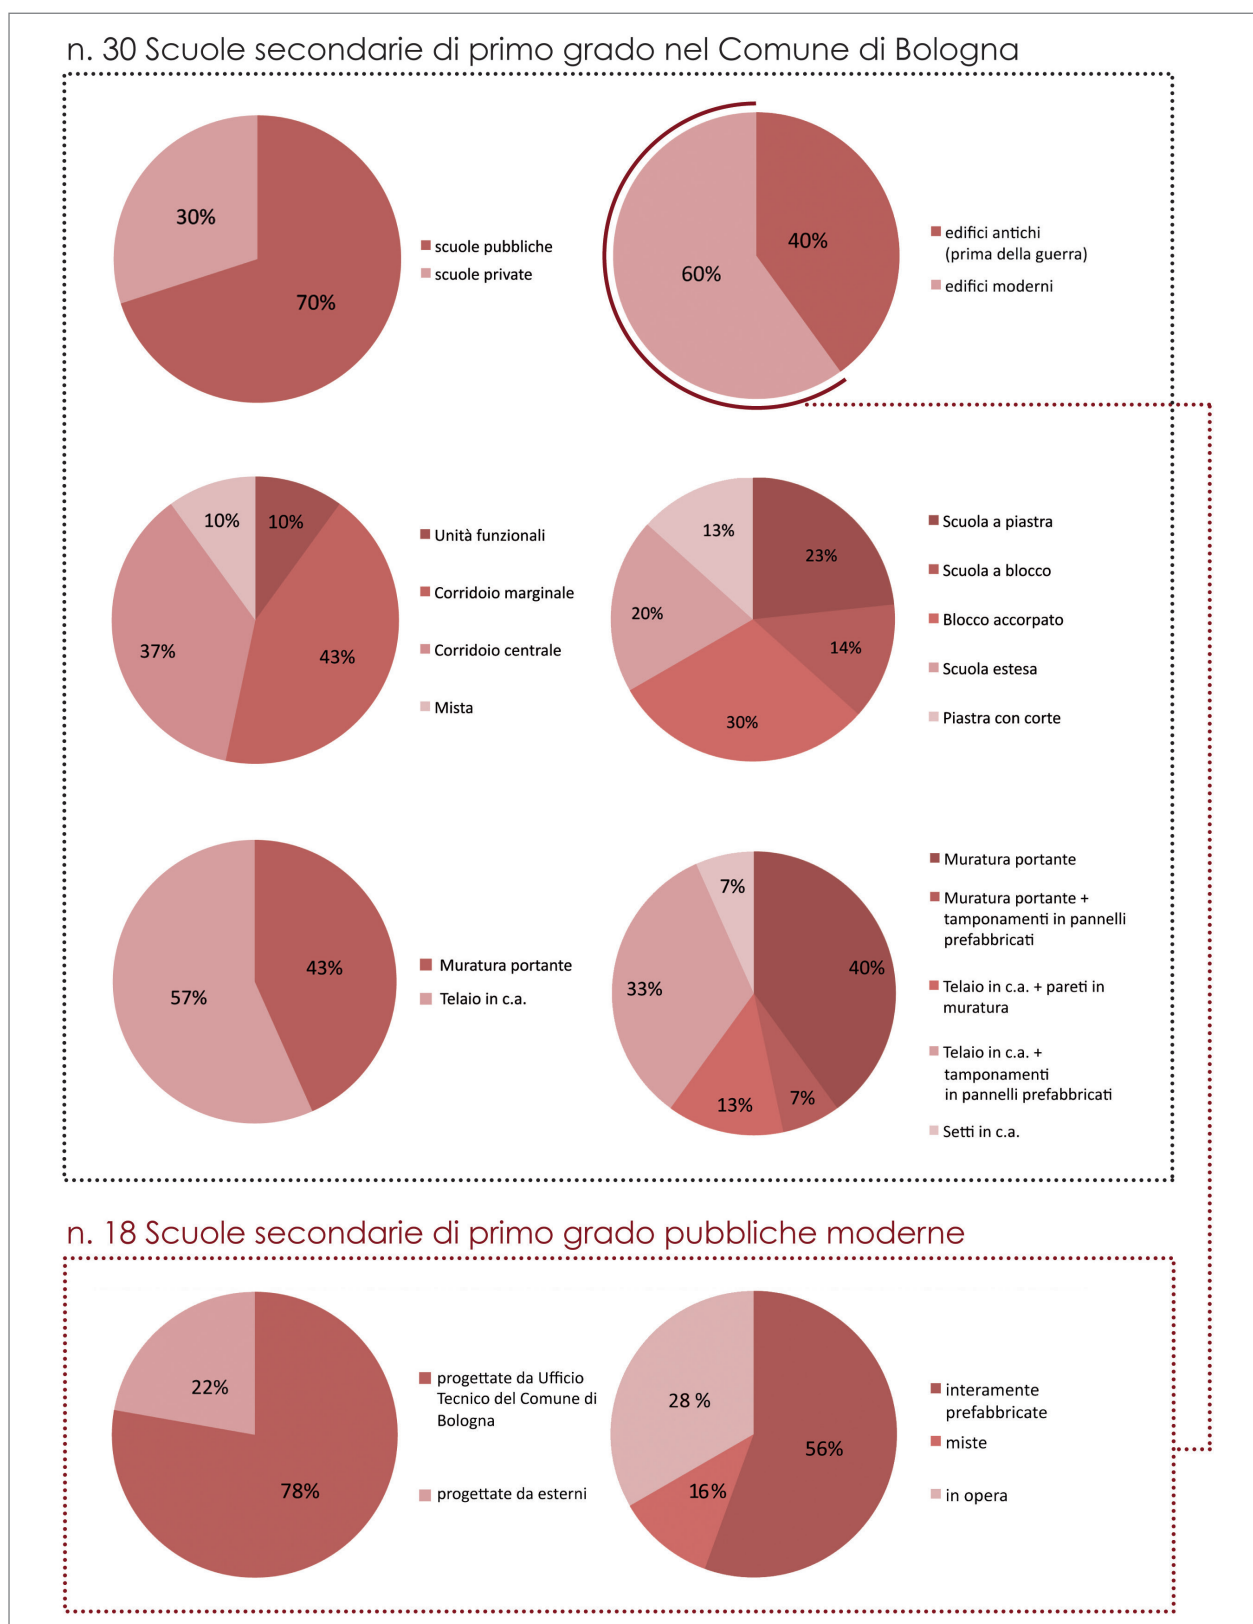 n. 30 Scuole secondarie di primo grado nel Comune di Bologna
30%
70%
scuole pubbliche
scuole private
40%
60%
edifici antichi
(prima della guerra)
edifici moderni
10%
10%
37%
43%
Unità funzionali
Corridoio marginale
Corridoio centrale
Mista
13%
23%
20%
14%
30%
Scuola a piastra
Scuola a blocco
Blocco accorpato
Scuola estesa
Piastra con corte
43%
57%
Muratura portante
Telaio in c.a.
7%
40%
33%
13%
7%
Muratura portante
Muratura portante +
tamponamenti in pannelli
prefabbricati
Telaio in c.a. + pareti in
muratura
Telaio in c.a. +
tamponamenti
in pannelli prefabbricati
Setti in c.a.
n. 18 Scuole secondarie di primo grado pubbliche moderne
22%
78%
progettate da Ufficio
Tecnico del Comune di
Bologna
progettate da esterni
28 %
56%
16%
interamente
prefabbricate
miste
in opera